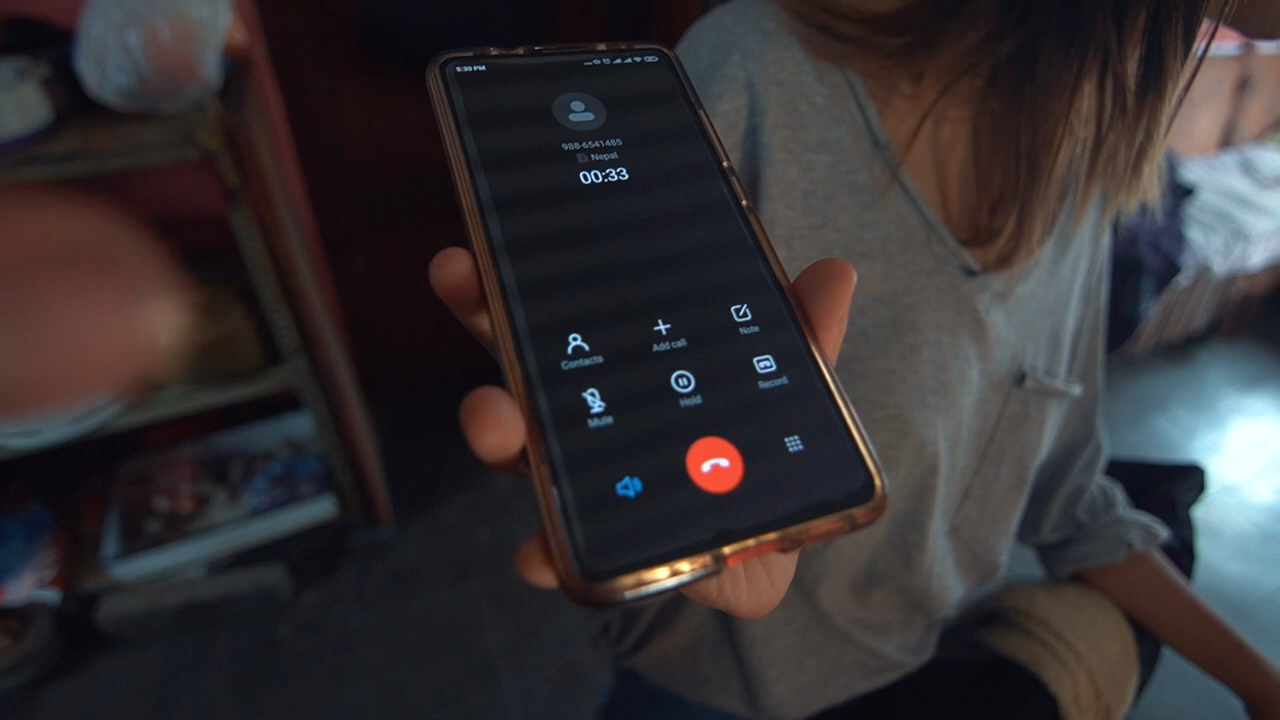 5:30 PM
988-6541485
Nepal
00:33
Contacts
Add call
Note
Mute
Hold
Record